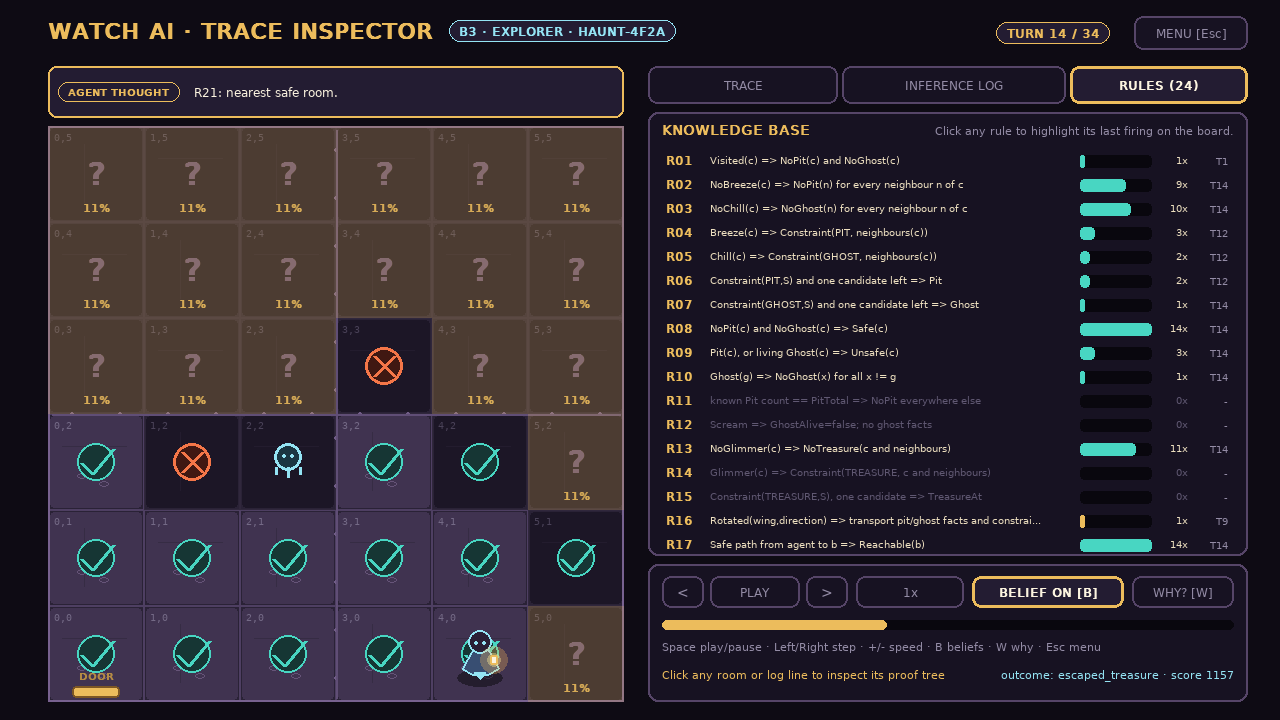 WATCH AI · TRACE INSPECTOR
B3 · EXPLORER · HAUNT-4F2A
TURN 14 / 34
MENU [Esc]
AGENT THOUGHT
R21: nearest safe room.
TRACE
INFERENCE LOG
RULES (24)
0,5 1,5 2,5 3,5 4,5 5,5
? ? ? ? ? ?
11% 11% 11% 11% 11% 11%
0,4 1,4 2,4 3,4 4,4 5,4
? ? ? ? ? ?
11% 11% 11% 11% 11% 11%
0,3 1,3 2,3 3,3 4,3 5,3
? ? ? ? ?
11% 11% 11% 11% 11%
0,2 1,2 2,2 3,2 4,2 5,2
?
11%
0,1 1,1 2,1 3,1 4,1 5,1
0,0 1,0 2,0 3,0 4,0 5,0
?
DOOR
11%
KNOWLEDGE BASE
Click any rule to highlight its last firing on the board.
R01 Visited(c) => NoPit(c) and NoGhost(c) 1x T1
R02 NoBreeze(c) => NoPit(n) for every neighbour n of c 9x T14
R03 NoChill(c) => NoGhost(n) for every neighbour n of c 10x T14
R04 Breeze(c) => Constraint(PIT, neighbours(c)) 3x T12
R05 Chill(c) => Constraint(GHOST, neighbours(c)) 2x T12
R06 Constraint(PIT,S) and one candidate left => Pit 2x T12
R07 Constraint(GHOST,S) and one candidate left => Ghost 1x T14
R08 NoPit(c) and NoGhost(c) => Safe(c) 14x T14
R09 Pit(c), or living Ghost(c) => Unsafe(c) 3x T14
R10 Ghost(g) => NoGhost(x) for all x != g 1x T14
R11 known Pit count == PitTotal => NoPit everywhere else 0x -
R12 Scream => GhostAlive=false; no ghost facts 0x -
R13 NoGlimmer(c) => NoTreasure(c and neighbours) 11x T14
R14 Glimmer(c) => Constraint(TREASURE, c and neighbours) 0x -
R15 Constraint(TREASURE,S), one candidate => TreasureAt 0x -
R16 Rotated(wing,direction) => transport pit/ghost facts and constrai... 1x T9
R17 Safe path from agent to b => Reachable(b) 14x T14
<
PLAY
>
1x
BELIEF ON [B]
WHY? [W]
Space play/pause · Left/Right step · +/- speed · B beliefs · W why · Esc menu
Click any room or log line to inspect its proof tree
outcome: escaped_treasure · score 1157